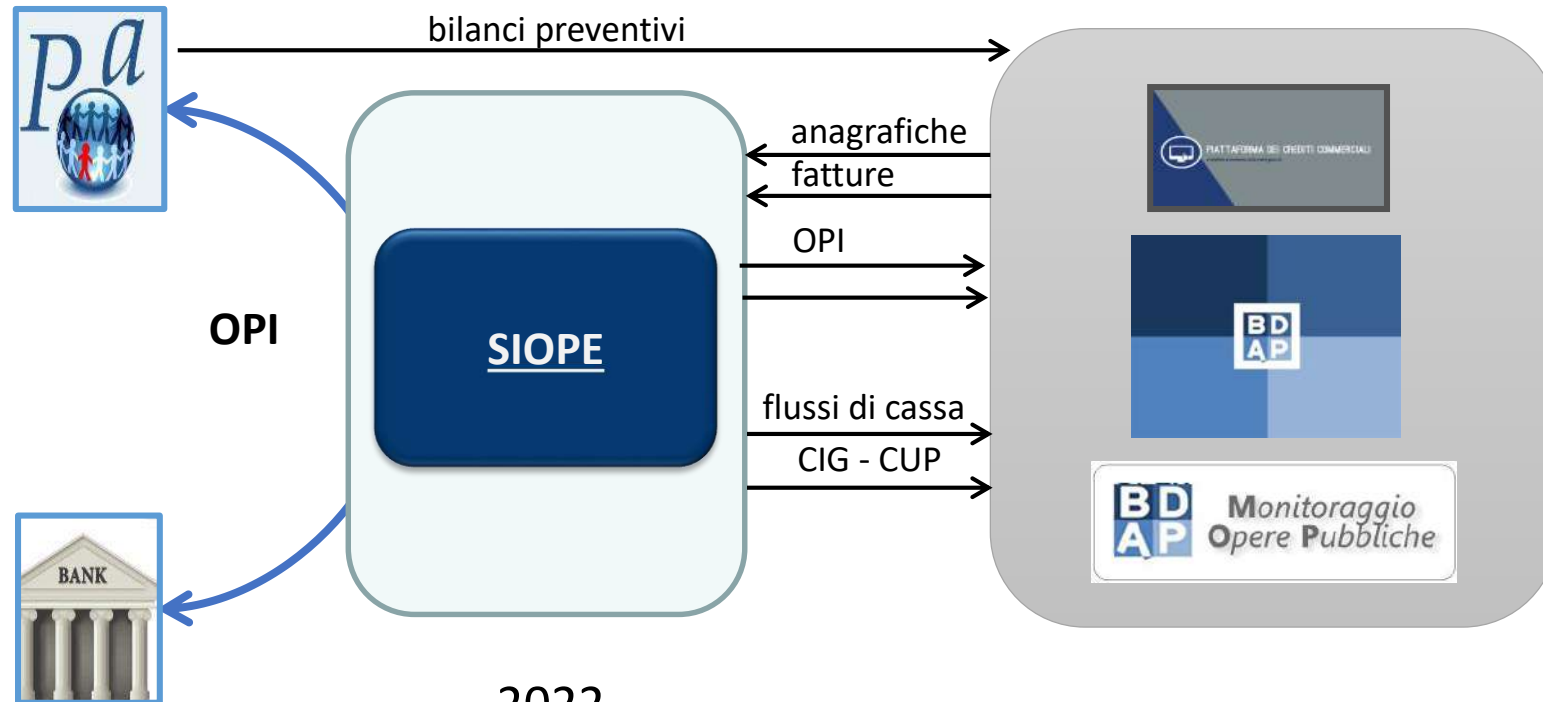 bilanci preventivi
Pa
anagrafiche
fatture
PIATTAFORMA DEI CREDITI COMMERCIALI
OPI
OPI
SIOPE
BD
AP
flussi di cassa
CIG - CUP
BD
AP
Monitoraggio
Opere Pubbliche
BANK
2022